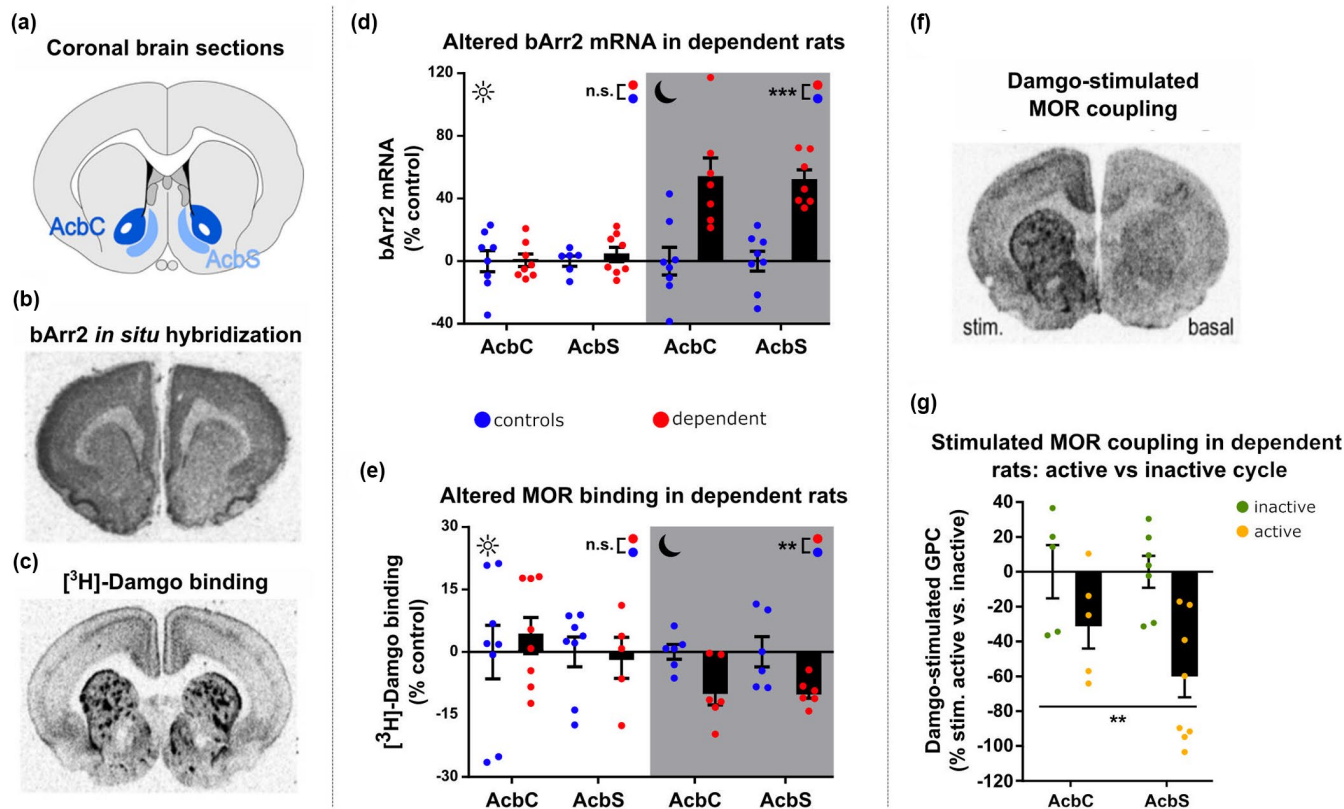 (a)
Coronal brain sections
AcbC
AcbS
(b)
bArr2 in situ hybridization
(c)
[³H]-Damgo binding
(d)
Altered bArr2 mRNA in dependent rats
bArr2 mRNA
(% control)
120
80
40
0
-40
n.s.
***
AcbC
AcbS
AcbC
AcbS
controls
dependent
(e)
Altered MOR binding in dependent rats
[³H]-Damgo binding
(% control)
30
15
0
-15
-30
n.s.
**
AcbC
AcbS
AcbC
AcbS
(f)
Damgo-stimulated
MOR coupling
stim.
basal
(g)
Stimulated MOR coupling in dependent
rats: active vs inactive cycle
Damgo-stimulated GPC
(% stim. active vs. inactive)
40
20
0
-20
-40
-60
-80
-100
-120
inactive
active
**
AcbC
AcbS